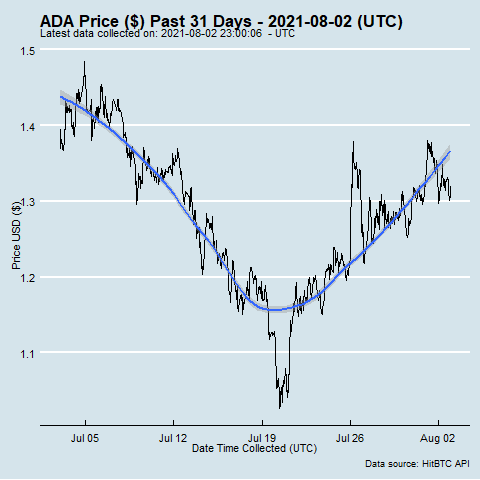 ADA Price ($) Past 31 Days - 2021-08-02 (UTC)
Latest data collected on: 2021-08-02 23:00:06 - UTC
1.5
1.4
1.3
1.2
1.1
Price USD ($)
Jul 05 Jul 12 Jul 19 Jul 26 Aug 02
Date Time Collected (UTC)
Data source: HitBTC API